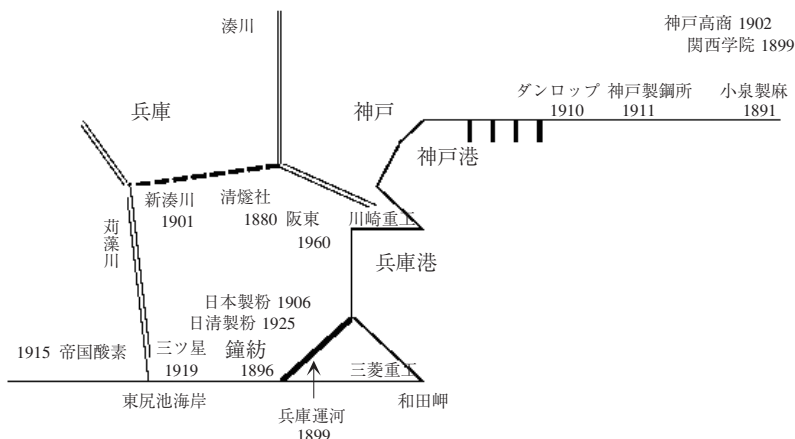 湊川
神戸高商 1902
関西学院 1899
ダンロップ 神戸製鋼所 小泉製麻
1910 1911 1891
兵庫
神戸
神戸港
新湊川
1901
清燧社
1880
阪東
1960
川崎重工
苅藻川
兵庫港
日本製粉 1906
日清製粉 1925
1915 帝国酸素
三ツ星
1919
鐘紡
1896
三菱重工
東尻池海岸
兵庫運河
1899
和田岬